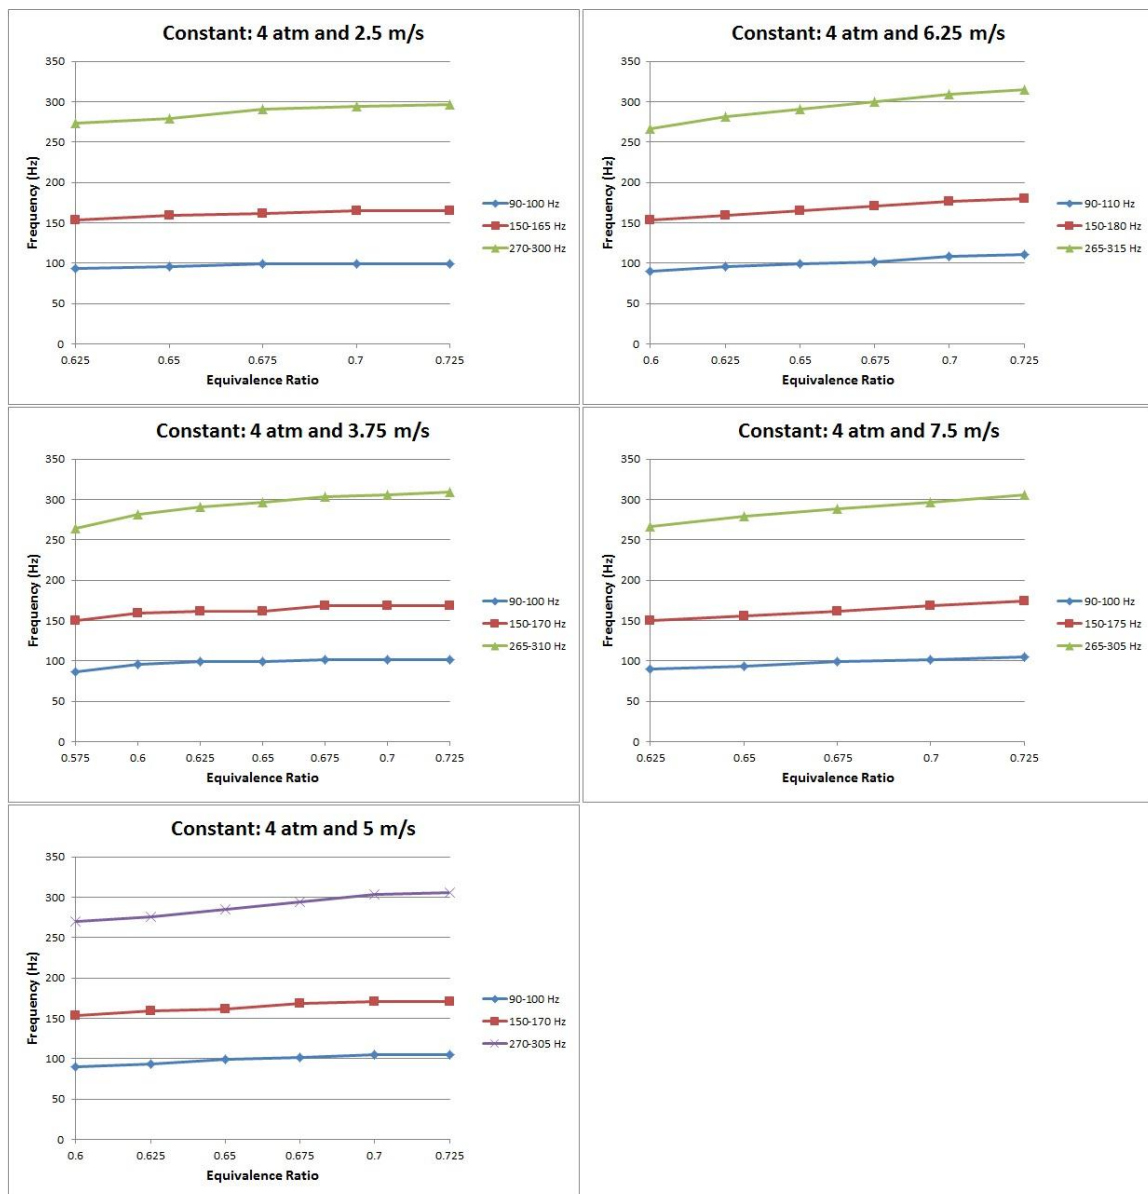 Constant: 4 atm and 2.5 m/s
350
300
250
200
150
100
50
0
Frequency (Hz)
0.625 0.65 0.675 0.7 0.725
Equivalence Ratio
90-100 Hz
150-165 Hz
270-300 Hz
Constant: 4 atm and 6.25 m/s
350
300
250
200
150
100
50
0
Frequency (Hz)
0.6 0.625 0.65 0.675 0.7 0.725
Equivalence Ratio
90-110 Hz
150-180 Hz
265-315 Hz
Constant: 4 atm and 3.75 m/s
350
300
250
200
150
100
50
0
Frequency (Hz)
0.575 0.6 0.625 0.65 0.675 0.7 0.725
Equivalence Ratio
90-100 Hz
150-170 Hz
265-310 Hz
Constant: 4 atm and 7.5 m/s
350
300
250
200
150
100
50
0
Frequency (Hz)
0.625 0.65 0.675 0.7 0.725
Equivalence Ratio
90-100 Hz
150-175 Hz
265-305 Hz
Constant: 4 atm and 5 m/s
350
300
250
200
150
100
50
0
Frequency (Hz)
0.6 0.625 0.65 0.675 0.7 0.725
Equivalence Ratio
90-100 Hz
150-170 Hz
270-305 Hz